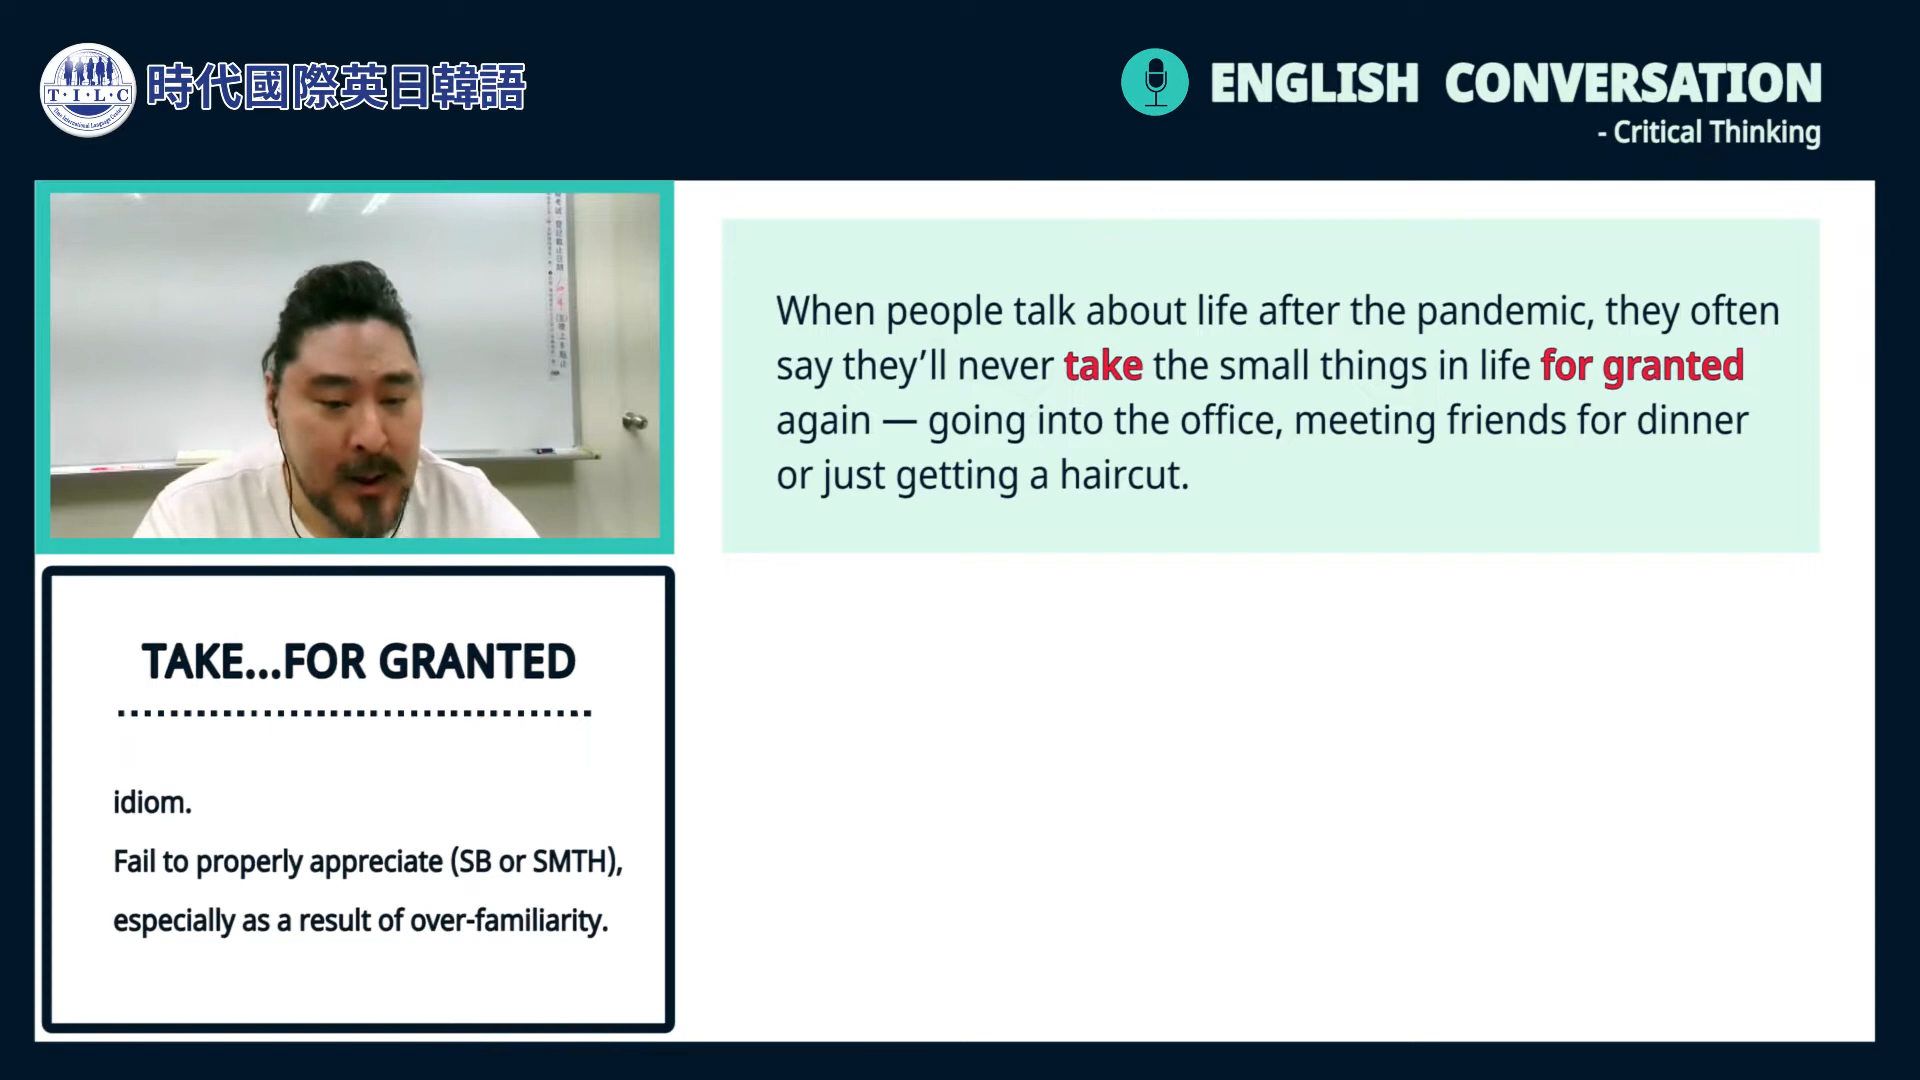 T·I·L·C
時代國際英日韓語
ENGLISH CONVERSATION
- Critical Thinking
When people talk about life after the pandemic, they often
say they’ll never take the small things in life for granted
again — going into the office, meeting friends for dinner
or just getting a haircut.
TAKE...FOR GRANTED
idiom.
Fail to properly appreciate (SB or SMTH),
especially as a result of over-familiarity.